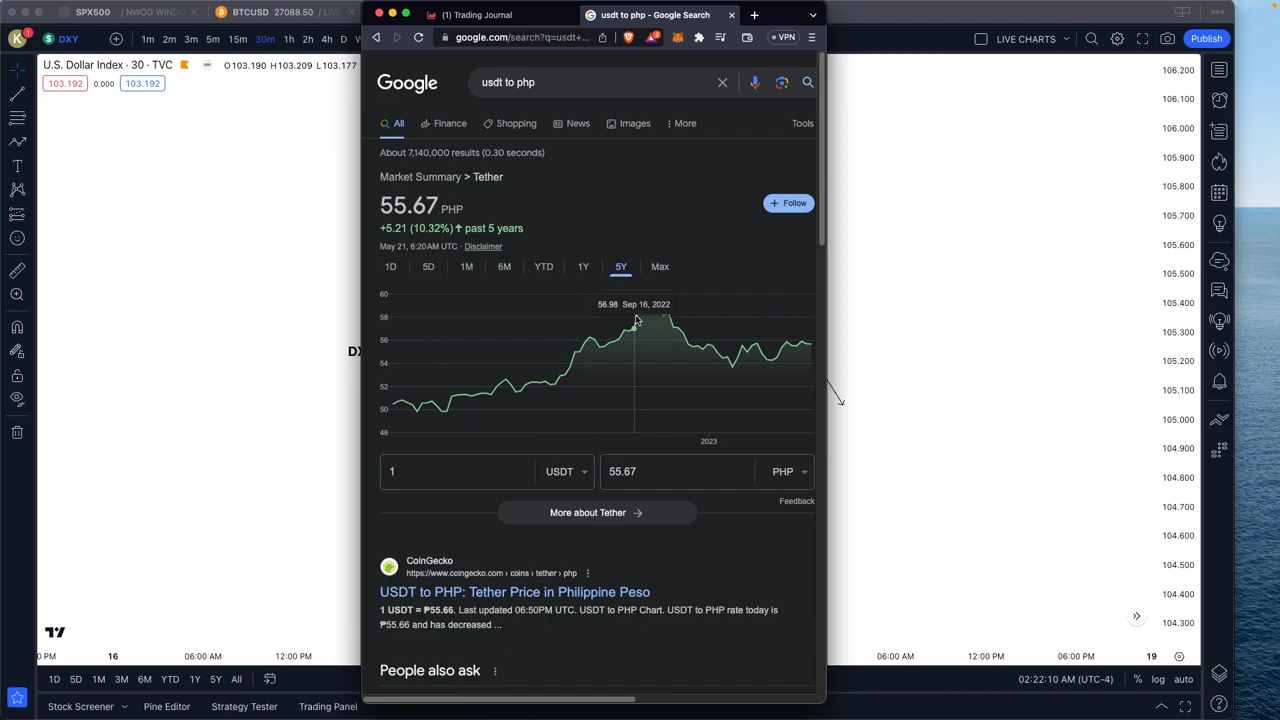 SPX500 / NWOG WIND
BTCUSD 27088.50 / LIV
Trading Journal
usdt to php - Google Search
K
1
DXY
1m 2m 3m 5m 15m 30m 1h 2h 4h D W
google.com/search?q=usdt+...
VPN
LIVE CHARTS
Publish
U.S. Dollar Index · 30 · TVC
O103.190 H103.209 L103.177
103.192
0.000
103.192
Google
usdt to php
All
Finance
Shopping
News
Images
More
Tools
About 7,140,000 results (0.30 seconds)
Market Summary > Tether
55.67 PHP
Follow
+5.21 (10.32%) past 5 years
May 21, 6:20 AM UTC · Disclaimer
1D 5D 1M 6M YTD 1Y 5Y Max
56.98 Sep 16, 2022
60
58
56
54
52
50
48
2023
DX
1 USDT
55.67 PHP
Feedback
More about Tether
CoinGecko
https://www.coingecko.com › coins › tether › php
USDT to PHP: Tether Price in Philippine Peso
1 USDT = ₱55.66. Last updated 06:50PM UTC. USDT to PHP Chart. USDT to PHP rate today is
₱55.66 and has decreased ...
People also ask
106.200
106.100
106.000
105.900
105.800
105.700
105.600
105.500
105.400
105.300
105.200
105.100
105.000
104.900
104.800
104.700
104.600
104.500
104.400
104.300
0 PM 16 06:00 AM 12:00 PM
06:00 AM 12:00 PM 06:00 PM 19
1D 5D 1M 3M 6M YTD 1Y 5Y All
02:22:10 AM (UTC-4)
% log auto
Stock Screener
Pine Editor
Strategy Tester
Trading Panel